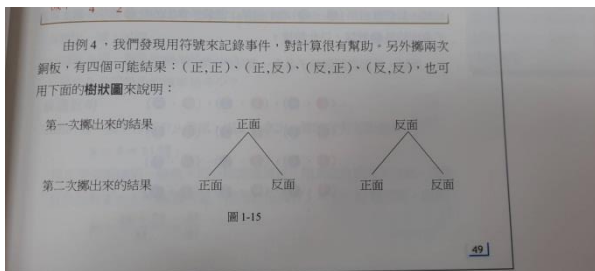 由例 4，我們發現用符號來記錄事件，對計算很有幫助。另外擲兩次
銅板，有四個可能結果：(正,正)、(正,反)、(反,正)、(反,反)，也可
用下面的樹狀圖來說明：
第一次擲出來的結果 正面 反面
第二次擲出來的結果 正面 反面 正面 反面
圖 1-15
49